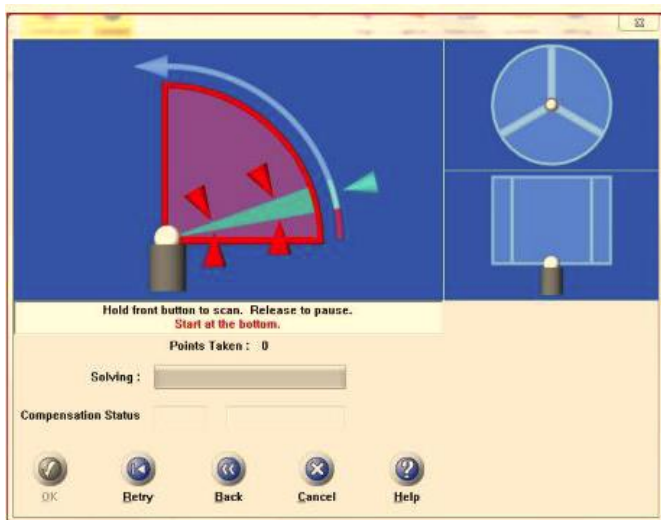 Hold front button to scan. Release to pause.
Start at the bottom.
Points Taken : 0
Solving :
Compensation Status
OK Retry Back Cancel Help